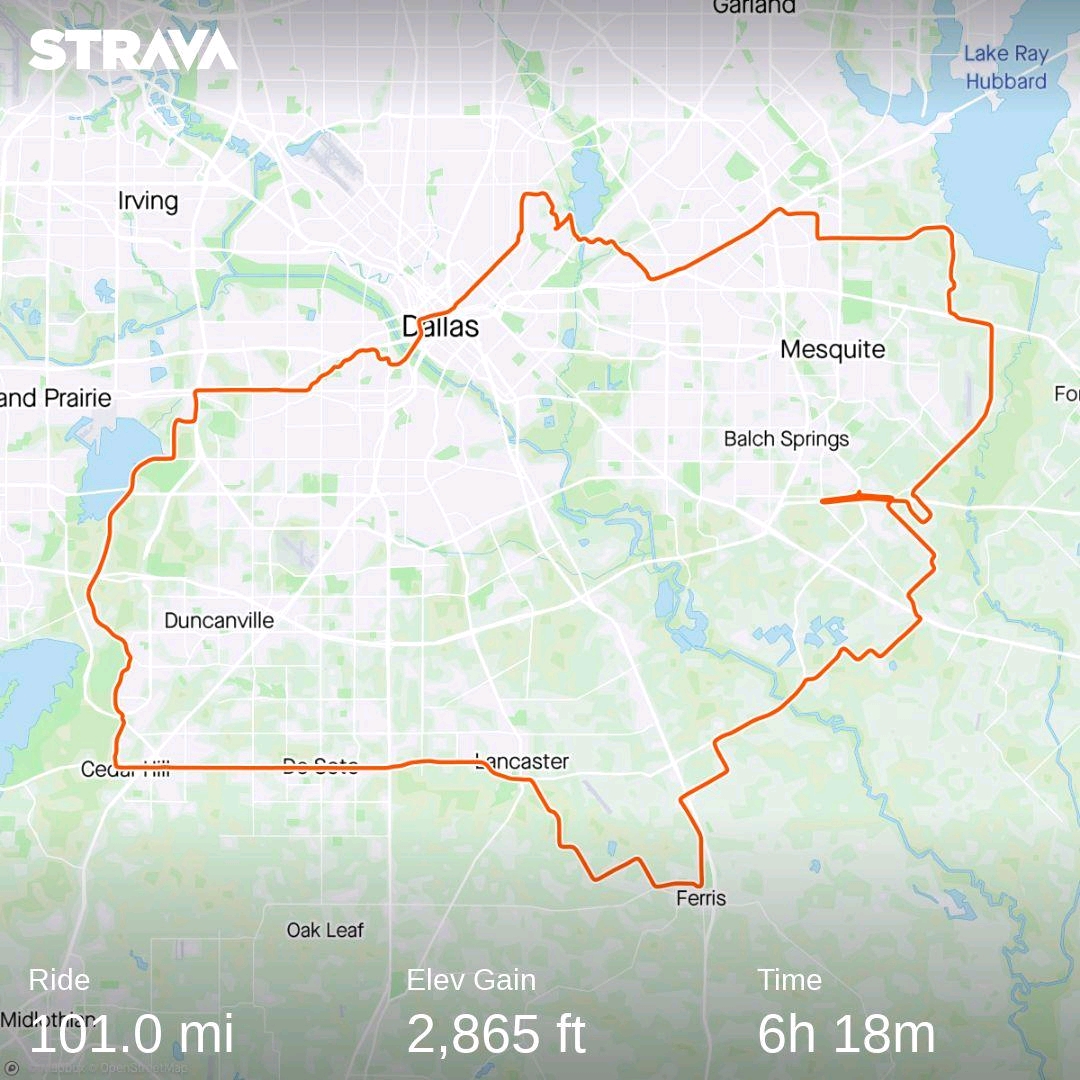 Garland
STRAVA
Lake Ray
Hubbard
Irving
Dallas
Mesquite
and Prairie
For
Balch Springs
Duncanville
Cedar Hill
De Soto
Lancaster
Ferris
Oak Leaf
Ride
Elev Gain
Time
Midlothian
101.0 mi
2,865 ft
6h 18m
© Mapbox © OpenStreetMap